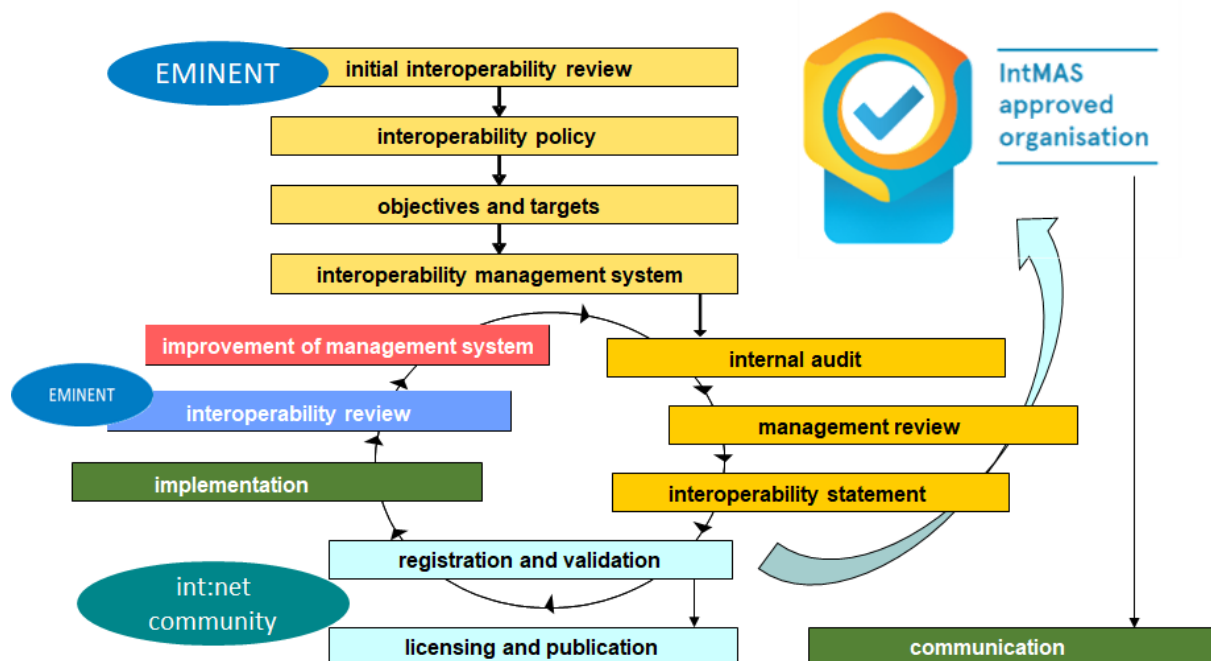 EMINENT
initial interoperability review
IntMAS
approved
organisation
interoperability policy
objectives and targets
interoperability management system
improvement of management system
internal audit
EMINENT
interoperability review
management review
implementation
interoperability statement
registration and validation
int:net
community
licensing and publication
communication